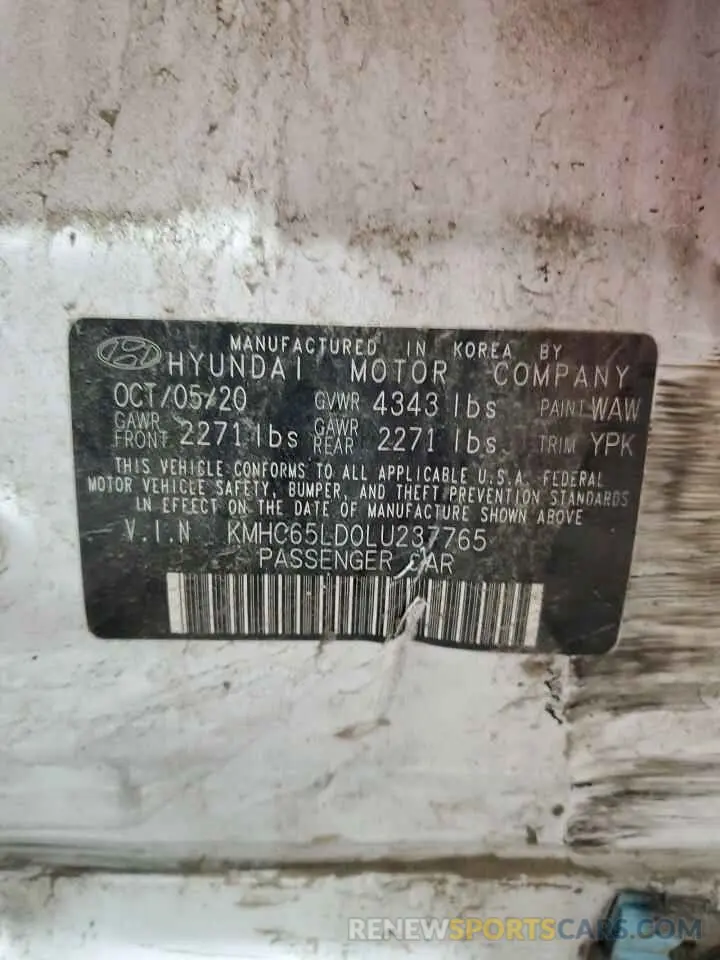 MANUFACTURED IN KOREA BY
HYUNDAI MOTOR COMPANY
OCT/05/20 GVWR 4343 lbs PAINT WAW
GAWR FRONT 2271 lbs GAWR REAR 2271 lbs TRIM YPK
THIS VEHICLE CONFORMS TO ALL APPLICABLE U.S.A. FEDERAL
MOTOR VEHICLE SAFETY, BUMPER, AND THEFT PREVENTION STANDARDS
IN EFFECT ON THE DATE OF MANUFACTURE SHOWN ABOVE
V.I.N KMHC65LD0LU237765
PASSENGER CAR
RENEWSPORTSCARS.COM